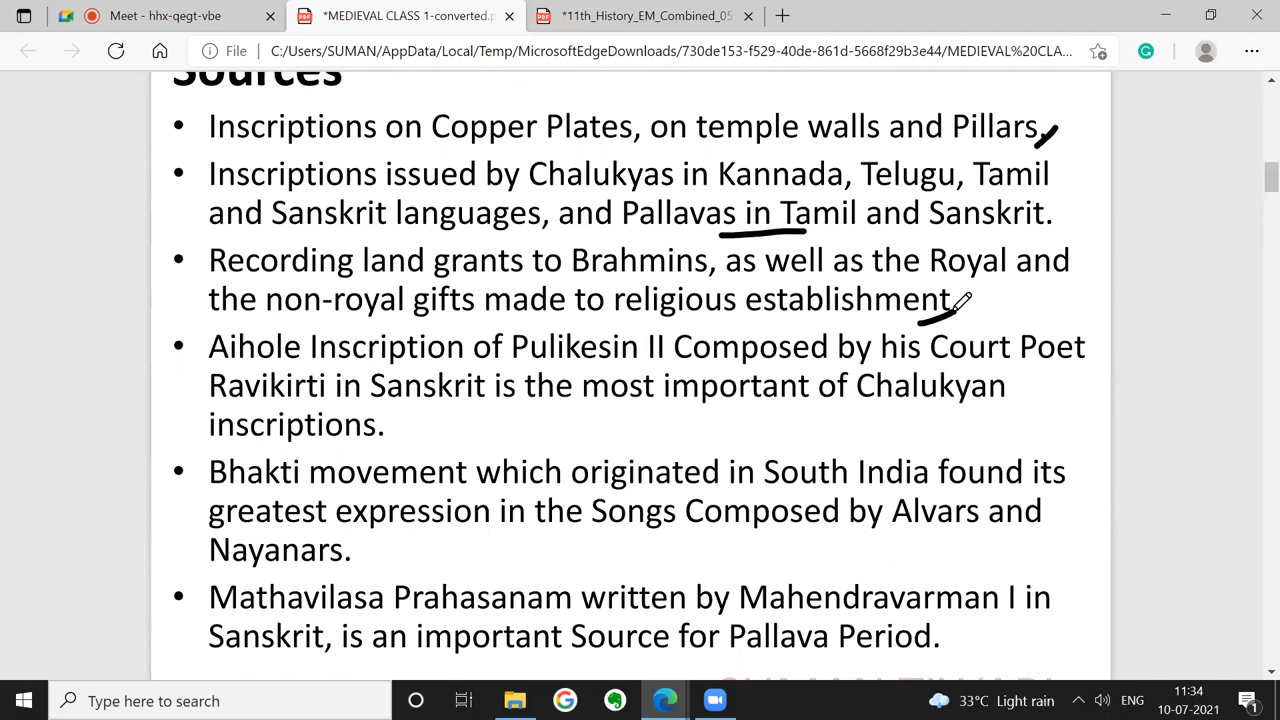 Meet - hhx-qegt-vbe
*MEDIEVAL CLASS 1-converted.p
*11th_History_EM_Combined_05
File
C:/Users/SUMAN/AppData/Local/Temp/MicrosoftEdgeDownloads/730de153-f529-40de-861d-5668f29b3e44/MEDIEVAL%20CLA...
Sources
• Inscriptions on Copper Plates, on temple walls and Pillars,
• Inscriptions issued by Chalukyas in Kannada, Telugu, Tamil
and Sanskrit languages, and Pallavas in Tamil and Sanskrit.
• Recording land grants to Brahmins, as well as the Royal and
the non-royal gifts made to religious establishment.
• Aihole Inscription of Pulikesin II Composed by his Court Poet
Ravikirti in Sanskrit is the most important of Chalukyan
inscriptions.
• Bhakti movement which originated in South India found its
greatest expression in the Songs Composed by Alvars and
Nayanars.
• Mathavilasa Prahasanam written by Mahendravarman I in
Sanskrit, is an important Source for Pallava Period.
Type here to search
33°C Light rain
ENG
11:34
10-07-2021